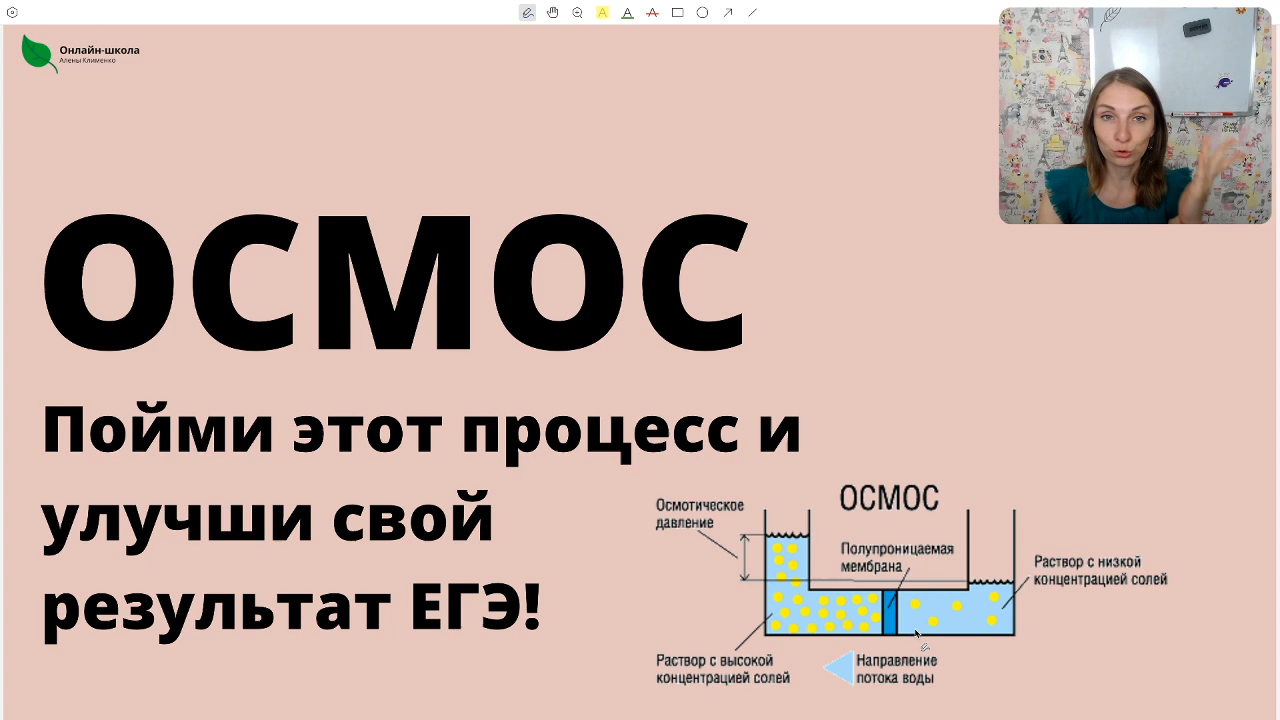 Онлайн-школа
Алены Клименко
ОСМОС
Пойми этот процесс и
улучши свой
результат ЕГЭ!
ОСМОС
Осмотическое
давление
Полупроницаемая
мембрана
Раствор с низкой
концентрацией солей
Раствор с высокой
концентрацией солей
Направление
потока воды